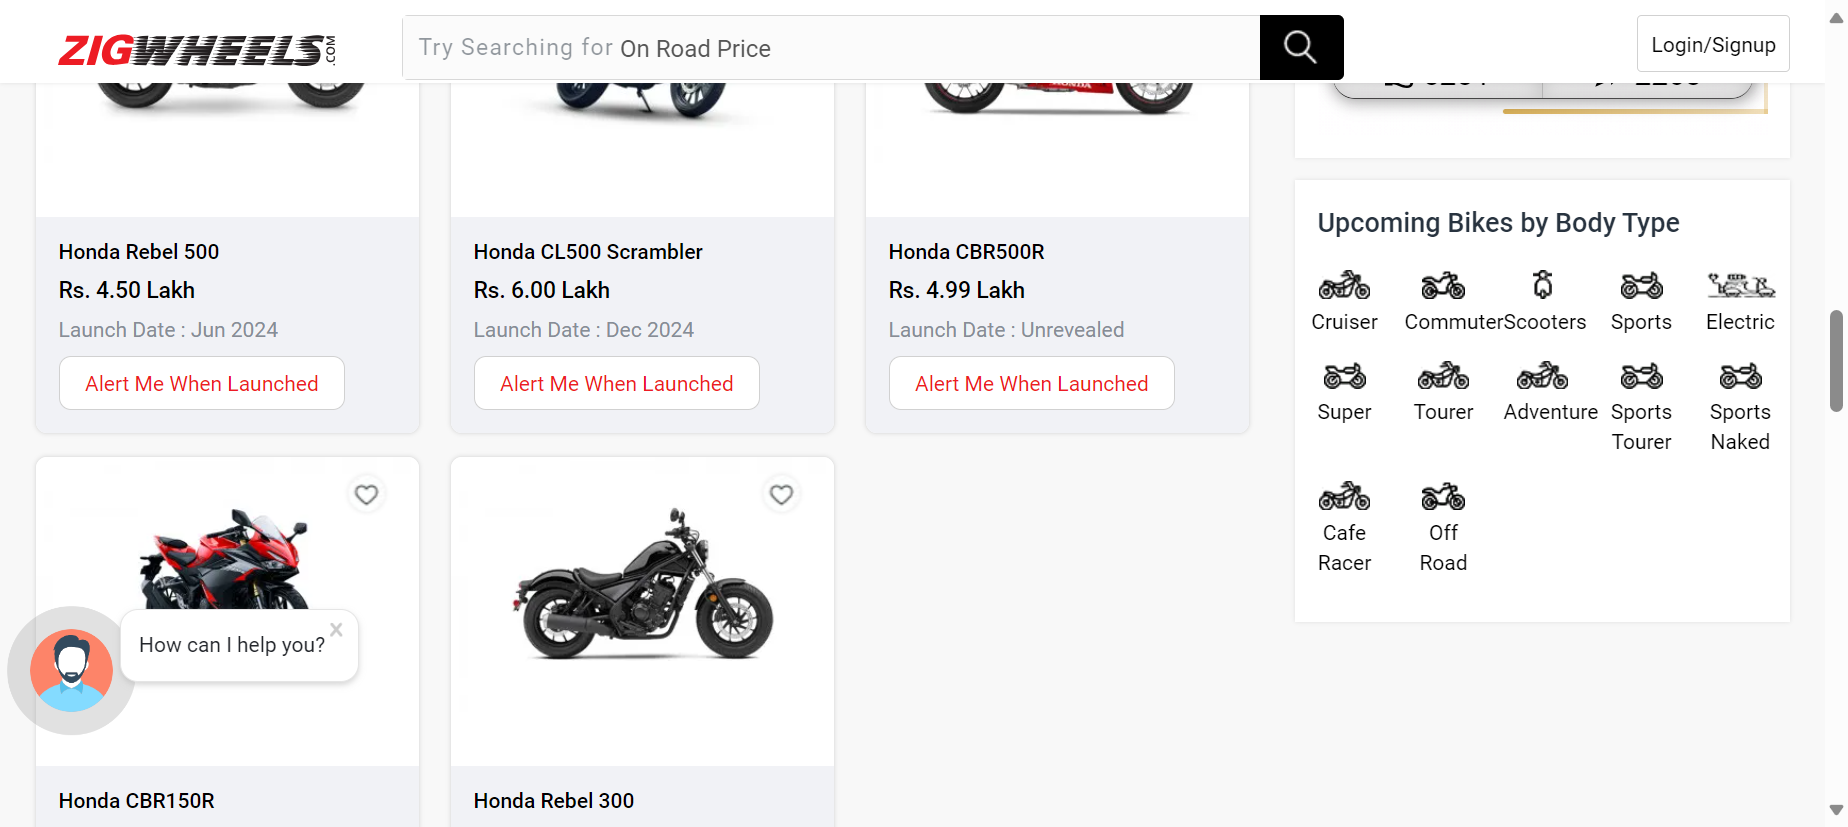 ZIGWHEELS.COM
Try Searching for On Road Price
Login/Signup
HONDA
Honda Rebel 500
Rs. 4.50 Lakh
Launch Date : Jun 2024
Alert Me When Launched
Honda CL500 Scrambler
Rs. 6.00 Lakh
Launch Date : Dec 2024
Alert Me When Launched
Honda CBR500R
Rs. 4.99 Lakh
Launch Date : Unrevealed
Alert Me When Launched
Upcoming Bikes by Body Type
Cruiser
Commuter
Scooters
Sports
Electric
Super
Tourer
Adventure
Sports
Tourer
Sports
Naked
Cafe
Racer
Off
Road
How can I help you?
X
Honda CBR150R
Honda Rebel 300